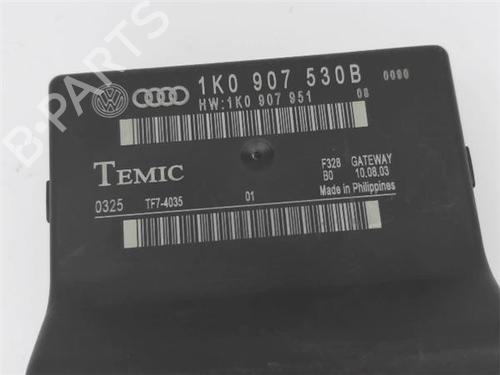 B-PARTS
1K0 907 530B 0090
HW:1K0 907 951 08
TEMIC
F328 GATEWAY
B0 10.08.03
Made in Philippines
0325 TF7-4035 01